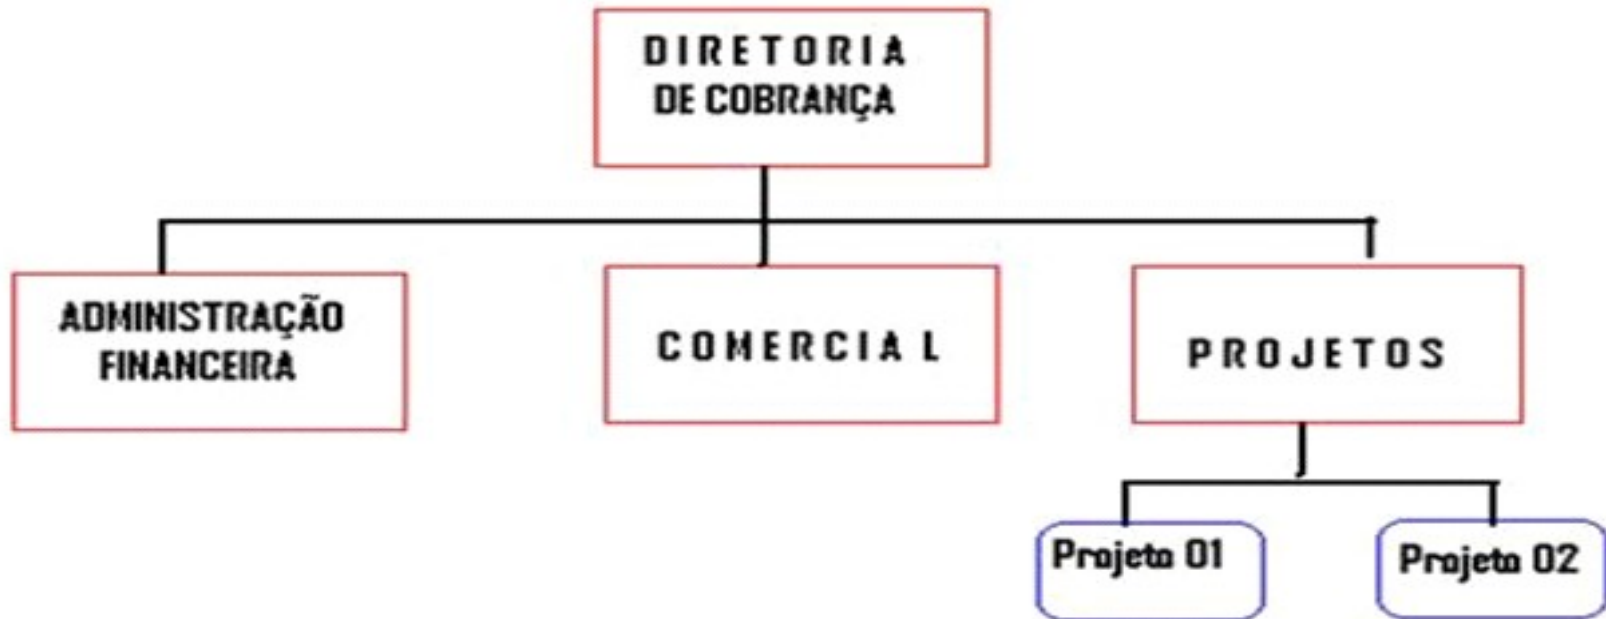 DIRETORIA
DE COBRANÇA
ADMINISTRAÇÃO
FINANCEIRA
COMERCIAL
PROJETOS
Projeto 01
Projeto 02